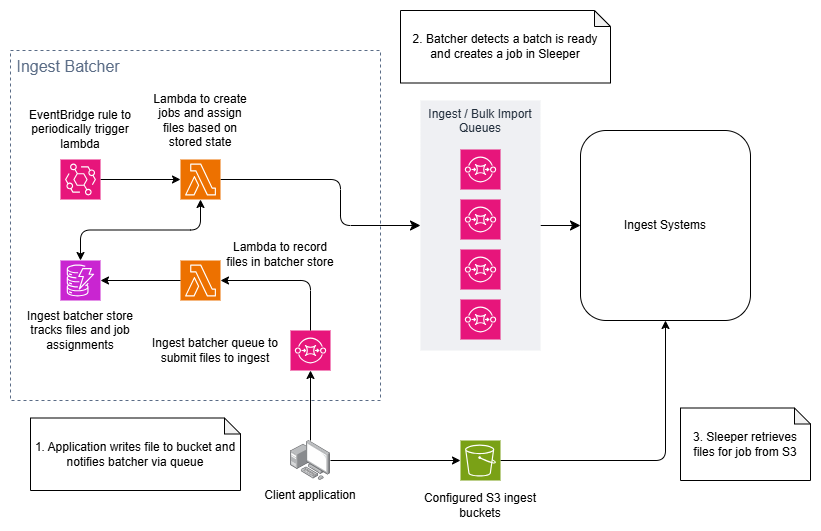 2. Batcher detects a batch is ready
and creates a job in Sleeper
Ingest Batcher
EventBridge rule to
periodically trigger
lambda
Lambda to create
jobs and assign
files based on
stored state
Ingest / Bulk Import
Queues
Ingest Systems
Lambda to record
files in batcher store
Ingest batcher store
tracks files and job
assignments
Ingest batcher queue to
submit files to ingest
1. Application writes file to bucket and
notifies batcher via queue
Client application
Configured S3 ingest
buckets
3. Sleeper retrieves
files for job from S3